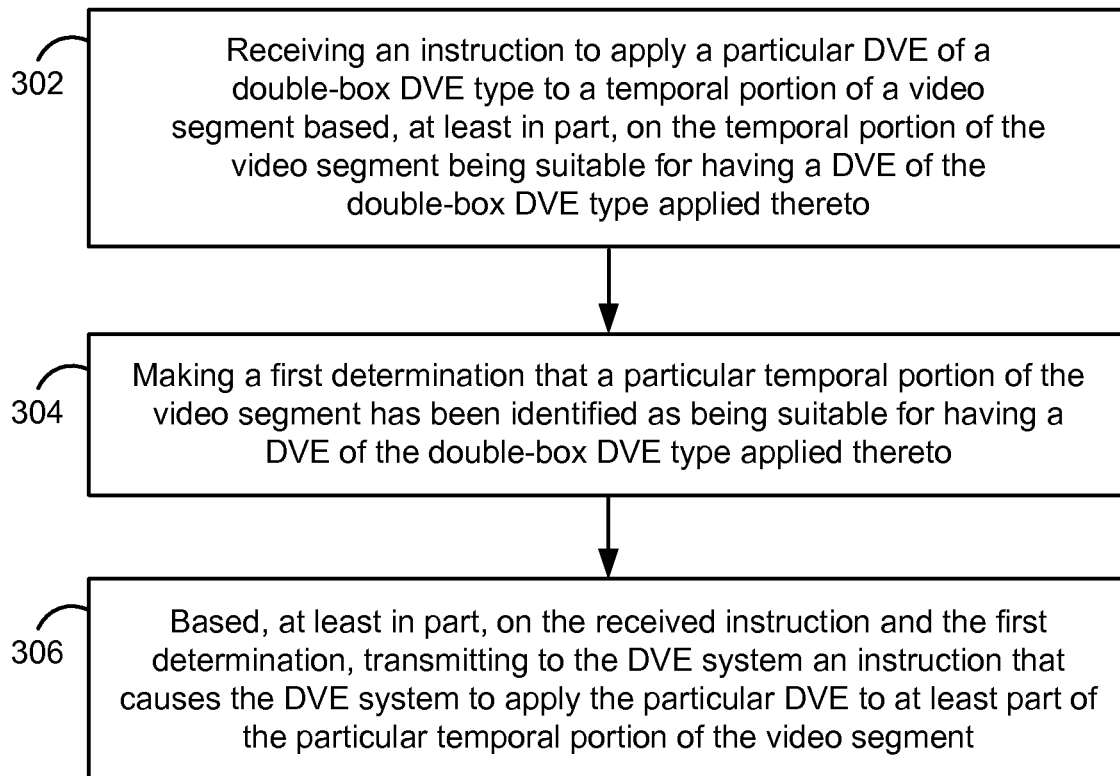 302
Receiving an instruction to apply a particular DVE of a
double-box DVE type to a temporal portion of a video
segment based, at least in part, on the temporal portion of the
video segment being suitable for having a DVE of the
double-box DVE type applied thereto
304
Making a first determination that a particular temporal portion of the
video segment has been identified as being suitable for having a
DVE of the double-box DVE type applied thereto
306
Based, at least in part, on the received instruction and the first
determination, transmitting to the DVE system an instruction that
causes the DVE system to apply the particular DVE to at least part of
the particular temporal portion of the video segment